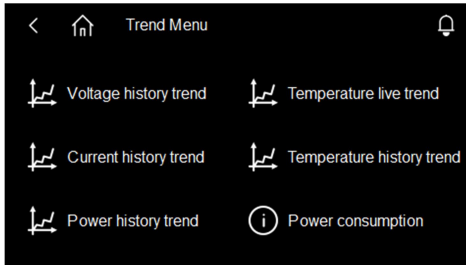 Trend Menu
Voltage history trend
Temperature live trend
Current history trend
Temperature history trend
Power history trend
Power consumption